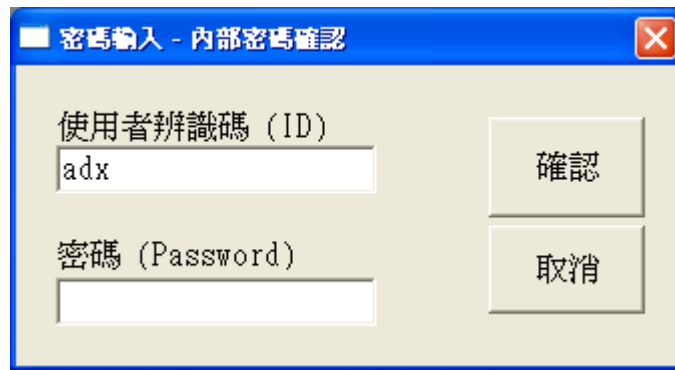 密碼輸入 - 內部密碼確認
使用者辨識碼 (ID)
adx
確認
密碼 (Password)
取消